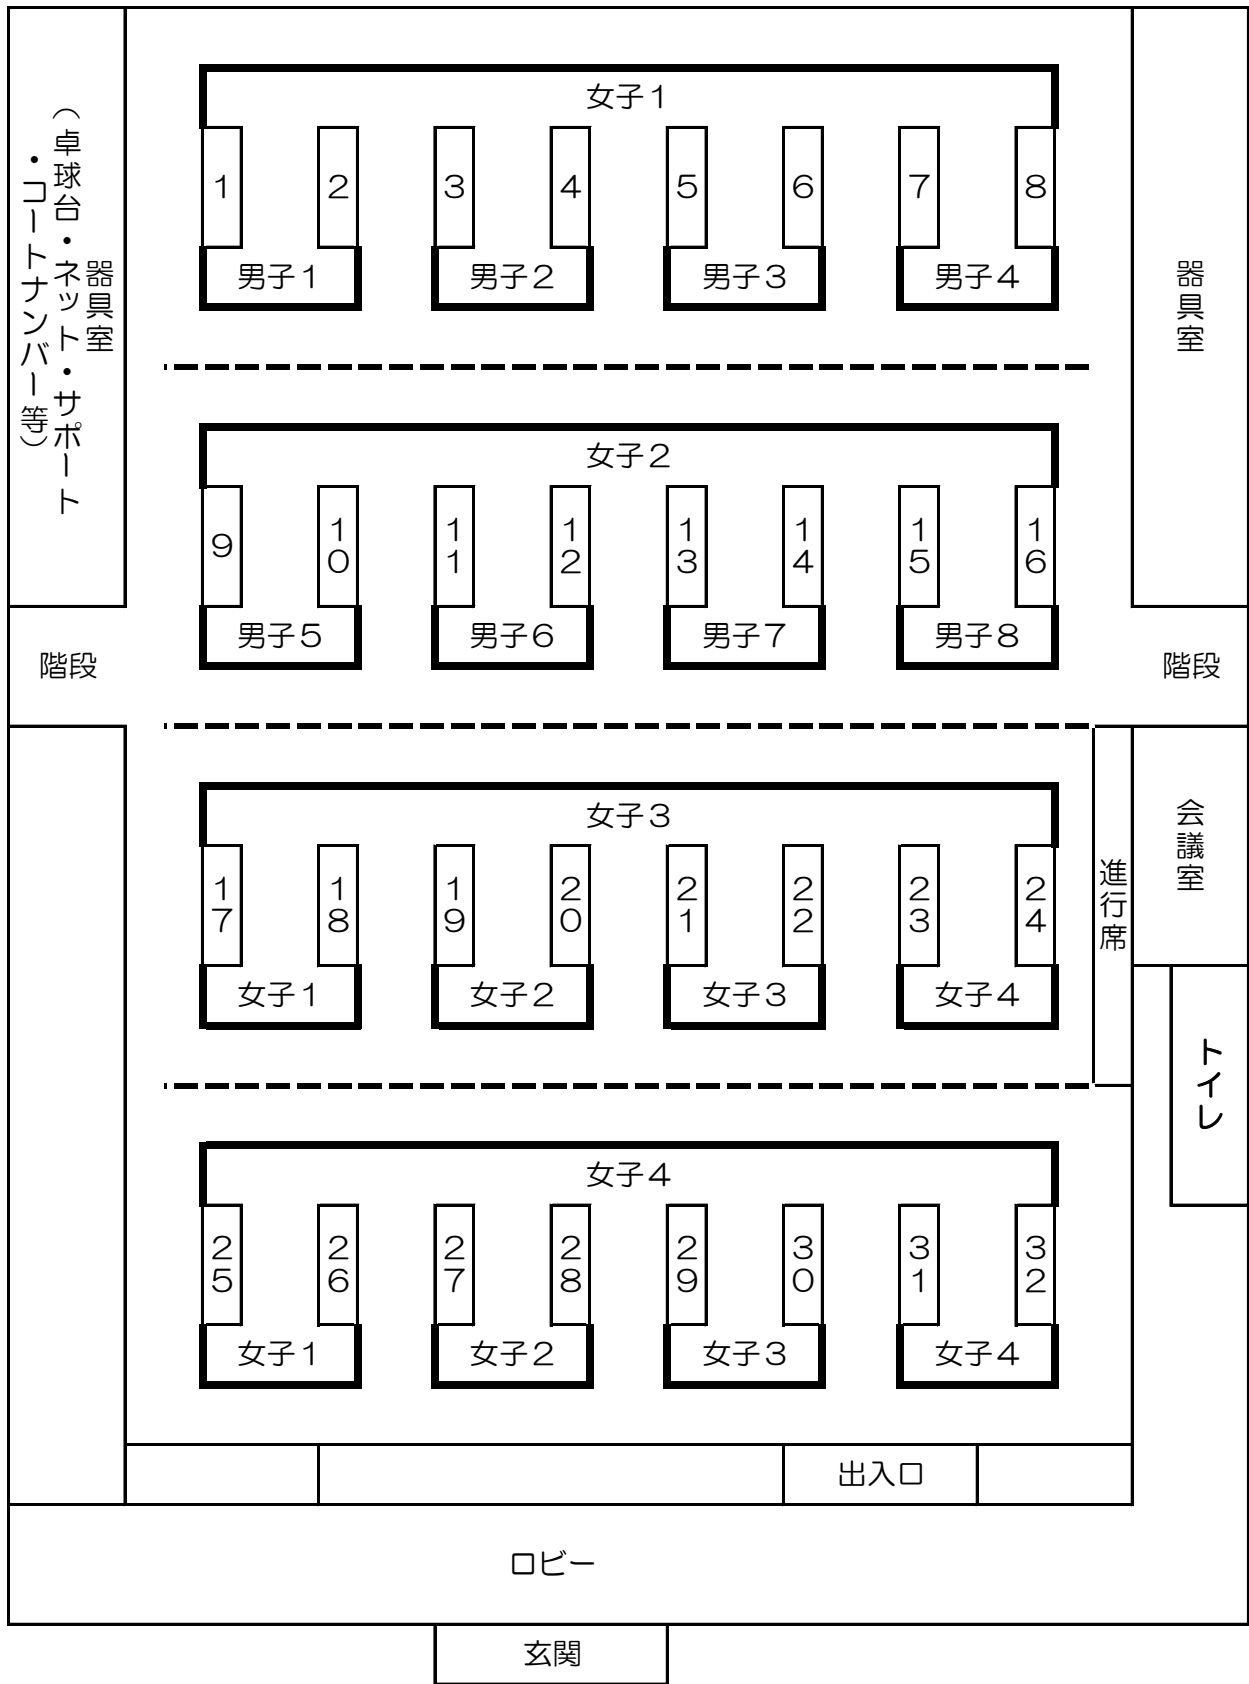 女子１
１ ２ ３ ４ ５ ６ ７ ８
男子１ 男子２ 男子３ 男子４
器具室
（卓球台・ネット・サポート
・コートナンバー等）
器具室
女子２
９ １０ １１ １２ １３ １４ １５ １６
男子５ 男子６ 男子７ 男子８
階段
階段
女子３
１７ １８ １９ ２０ ２１ ２２ ２３ ２４
女子１ 女子２ 女子３ 女子４
進行席
会議室
トイレ
女子４
２５ ２６ ２７ ２８ ２９ ３０ ３１ ３２
女子１ 女子２ 女子３ 女子４
出入口
ロビー
玄関